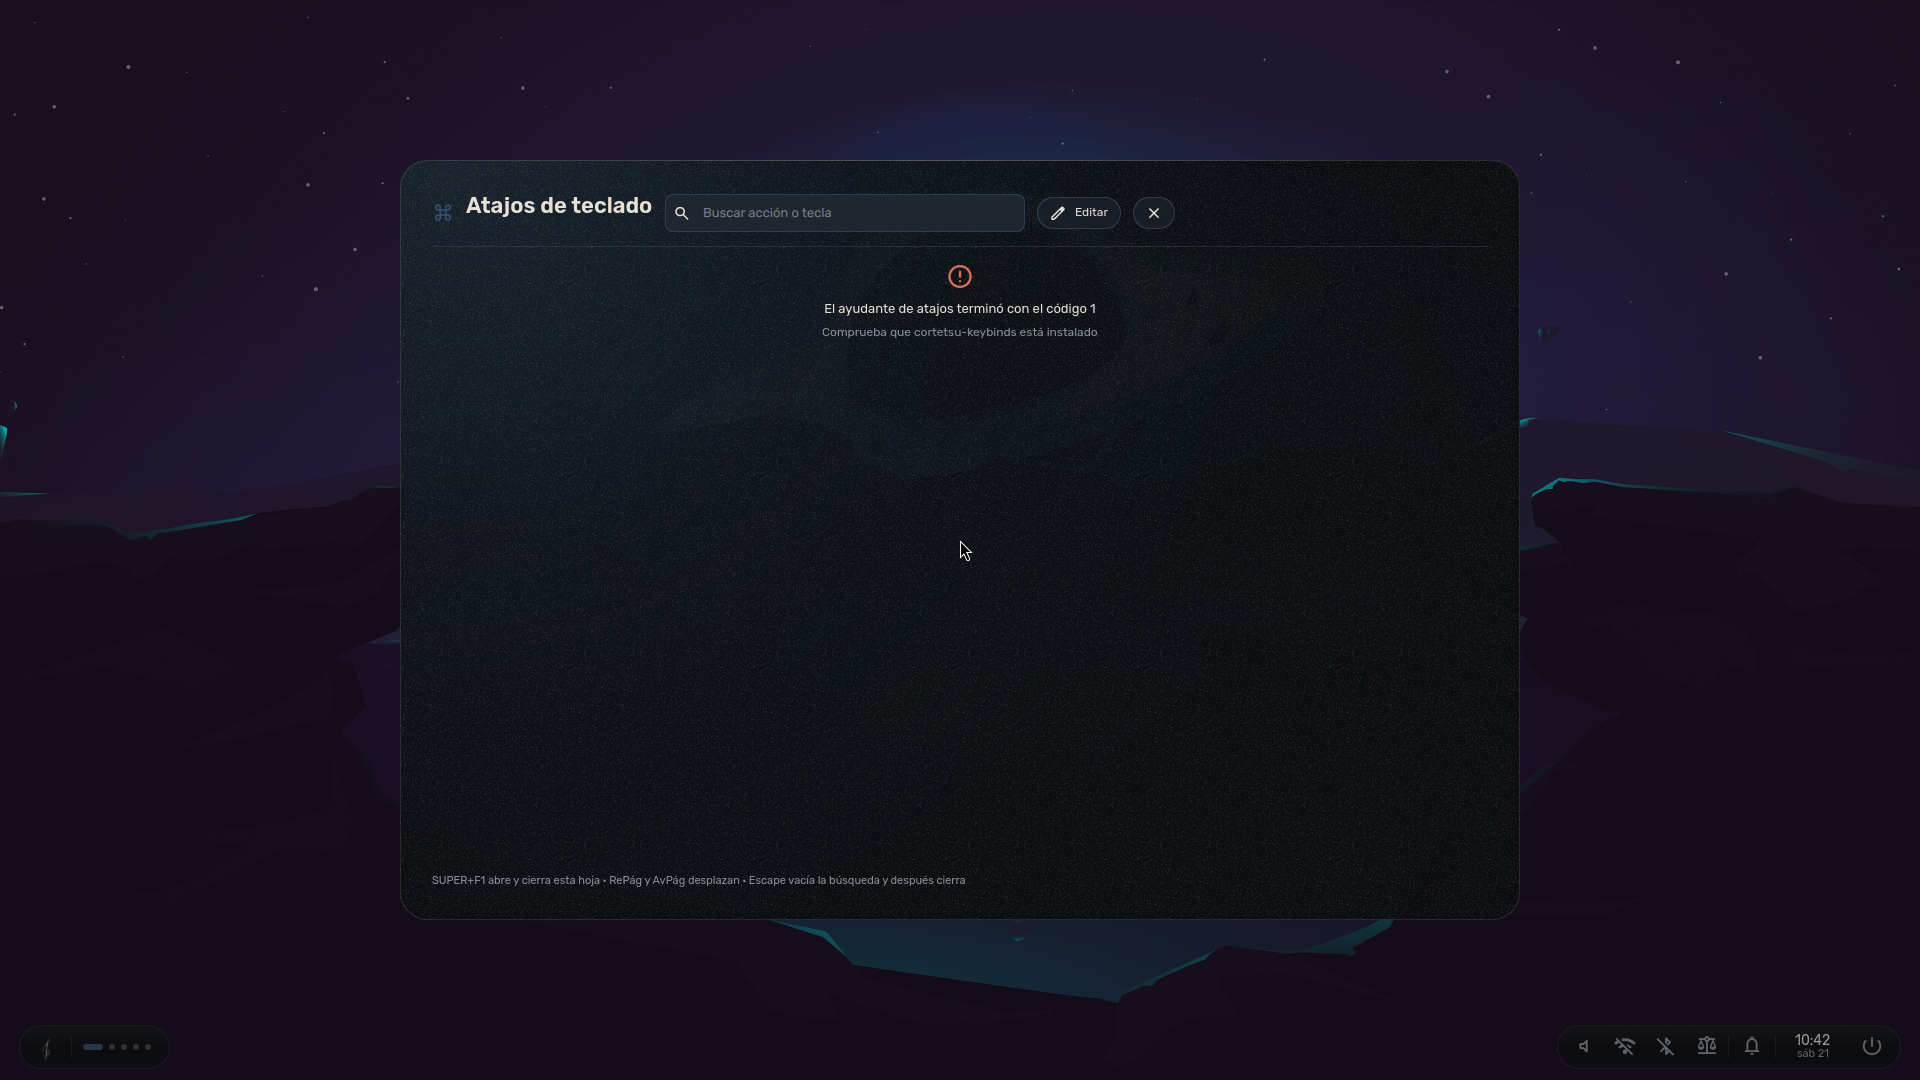 Atajos de teclado
Buscar acción o tecla
Editar
El ayudante de atajos terminó con el código 1
Comprueba que cortetsu-keybinds está instalado
SUPER+F1 abre y cierra esta hoja • RePág y AvPág desplazan • Escape vacía la búsqueda y después cierra
10:42
sáb 21